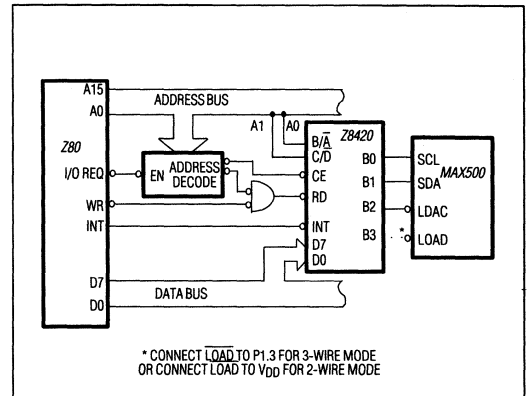 A15
ADDRESS BUS
A0
A1 A0
Z80
Z8420
B/A̅
C/D̅
I/O REQ
EN ADDRESS DECODE
CE
B0
SCL
MAX500
B1
SDA
RD
WR
B2
LDAC
INT
INT
B3
*
LOAD
D7
D0
D7
D0
DATA BUS
* CONNECT L̅O̅A̅D̅ TO P1.3 FOR 3-WIRE MODE
OR CONNECT L̅O̅A̅D̅ TO VDD FOR 2-WIRE MODE